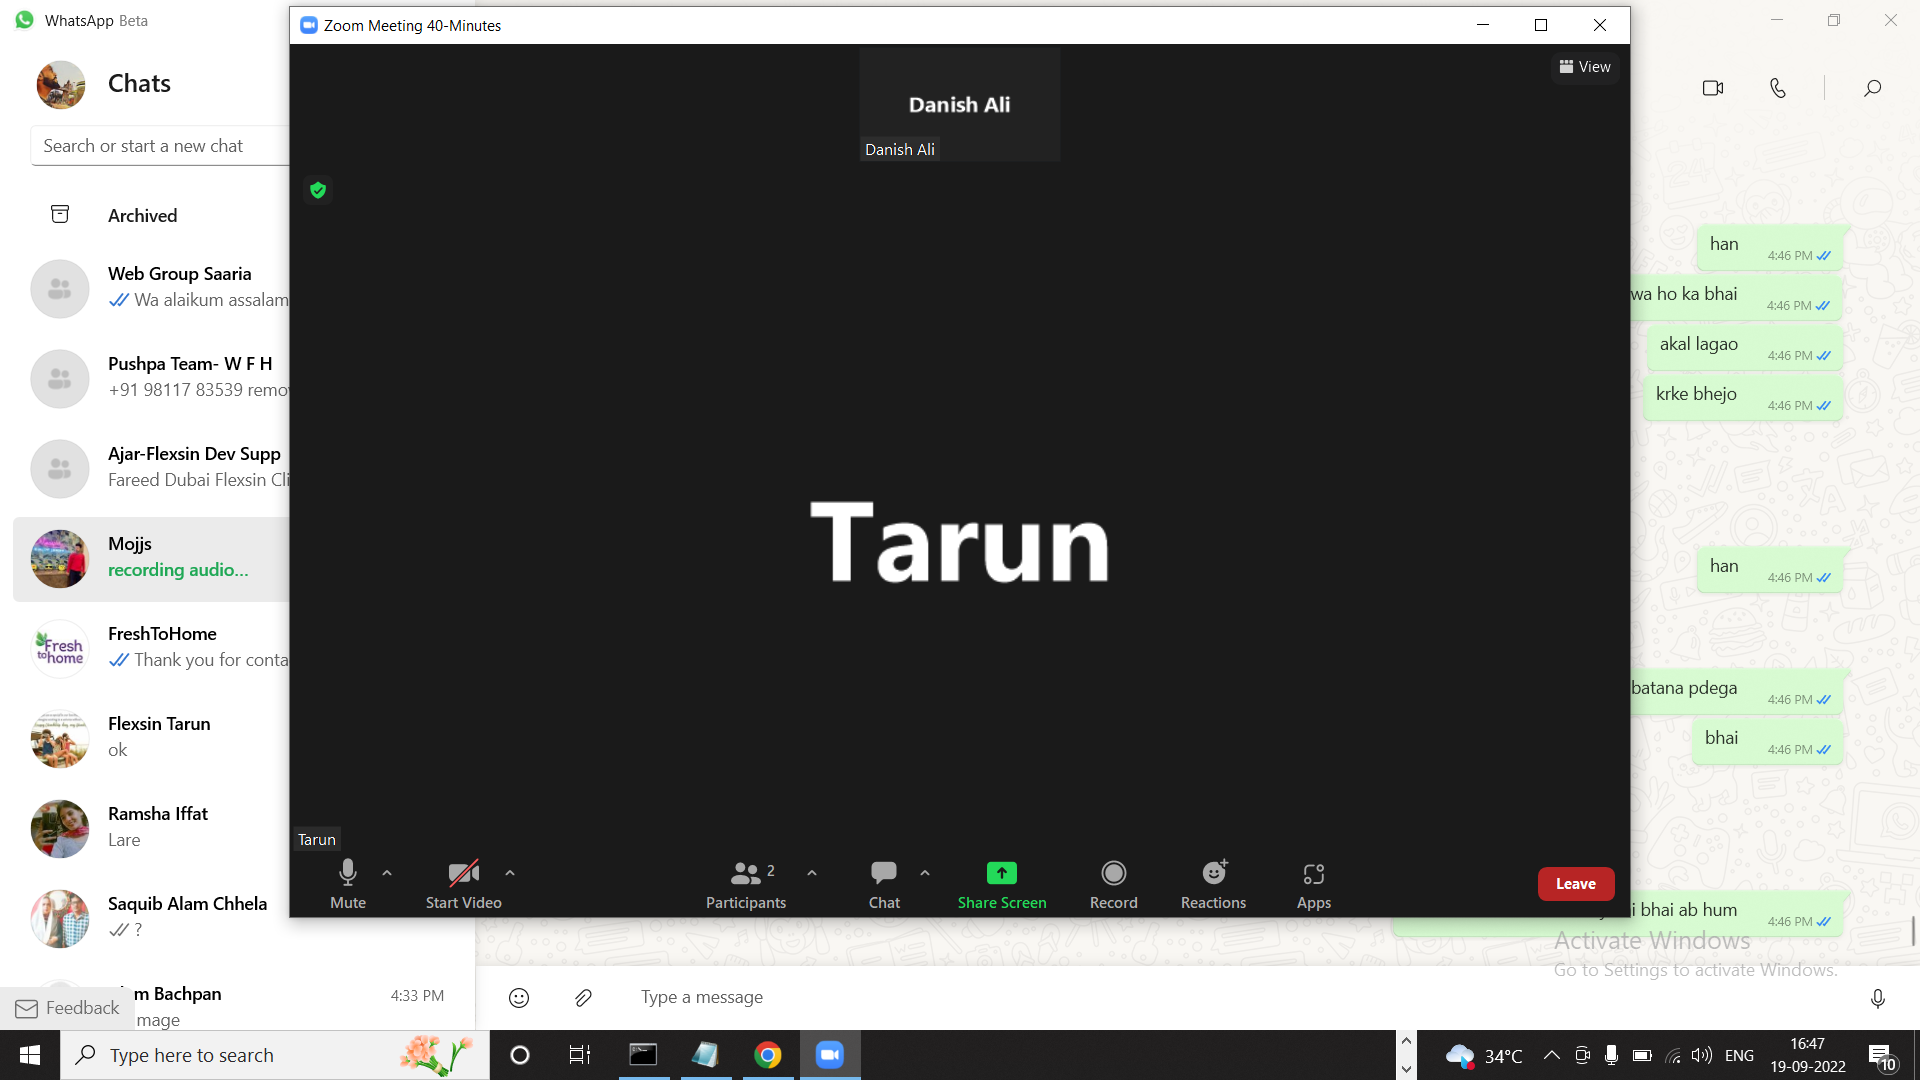 WhatsApp Beta
Chats
Search or start a new chat
Archived
Web Group Saaria
Wa alaikum assalam
Pushpa Team- W F H
+91 98117 83539
Ajar-Flexsin Dev Supp
Fareed Dubai Flexsin
Mojjs
recording audio...
Fresh to home
FreshToHome
Thank you for
Flexsin Tarun
ok
Ramsha Iffat
Lare
Saquib Alam Chhela
?
Bachpan
4:33 PM
Feedback
Zoom Meeting 40-Minutes
Danish Ali
Danish Ali
View
Tarun
Tarun
Mute
Start Video
2
Participants
Chat
Share Screen
Record
Reactions
Apps
Leave
han
4:46 PM
wa ho ka bhai
4:46 PM
akal lagao
4:46 PM
krke bhejo
4:46 PM
han
4:46 PM
batana pdega
4:46 PM
bhai
4:46 PM
i bhai ab hum
4:46 PM
Activate Windows
Go to Settings to activate Windows.
Type a message
Type here to search
34°C
ENG
16:47
19-09-2022
10